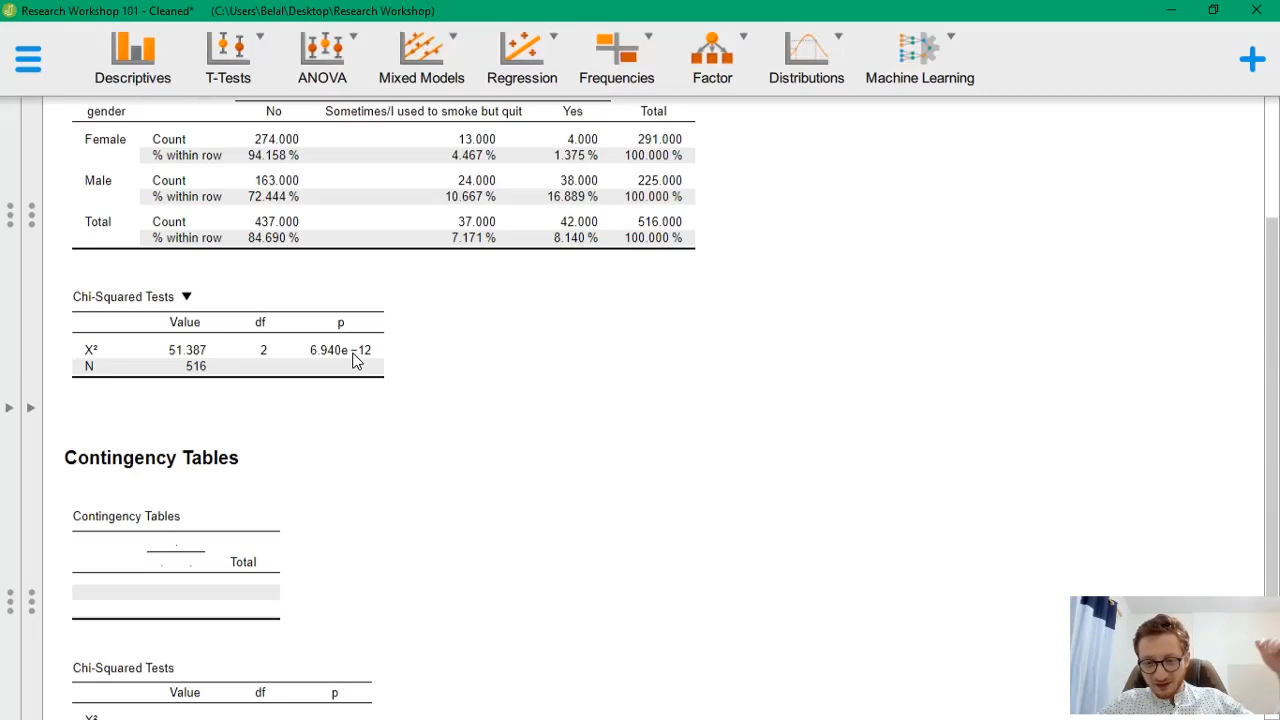 Research Workshop 101 - Cleaned* (C:\Users\Belal\Desktop\Research Workshop)
Descriptives T-Tests ANOVA Mixed Models Regression Frequencies Factor Distributions Machine Learning
gender No Sometimes/I used to smoke but quit Yes Total
Female Count 274.000 13.000 4.000 291.000
% within row 94.158 % 4.467 % 1.375 % 100.000 %
Male Count 163.000 24.000 38.000 225.000
% within row 72.444 % 10.667 % 16.889 % 100.000 %
Total Count 437.000 37.000 42.000 516.000
% within row 84.690 % 7.171 % 8.140 % 100.000 %
Chi-Squared Tests ▼
Value df p
Χ² 51.387 2 6.940e −12
N 516
Contingency Tables
Contingency Tables
.
. . Total
Chi-Squared Tests
Value df p
Χ²